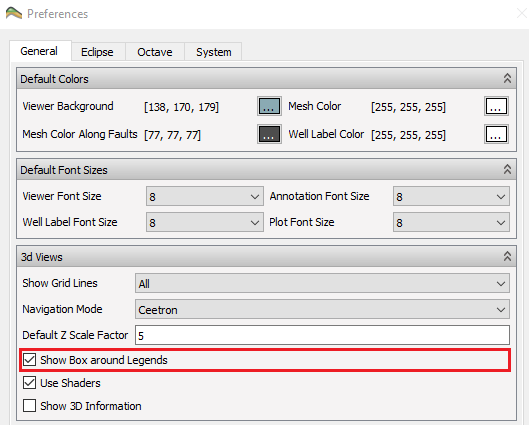 Preferences
General Eclipse Octave System
Default Colors
Viewer Background [138, 170, 179] ... Mesh Color [255, 255, 255] ...
Mesh Color Along Faults [77, 77, 77] ... Well Label Color [255, 255, 255] ...
Default Font Sizes
Viewer Font Size 8 Annotation Font Size 8
Well Label Font Size 8 Plot Font Size 8
3d Views
Show Grid Lines All
Navigation Mode Ceetron
Default Z Scale Factor 5
Show Box around Legends
Use Shaders
Show 3D Information